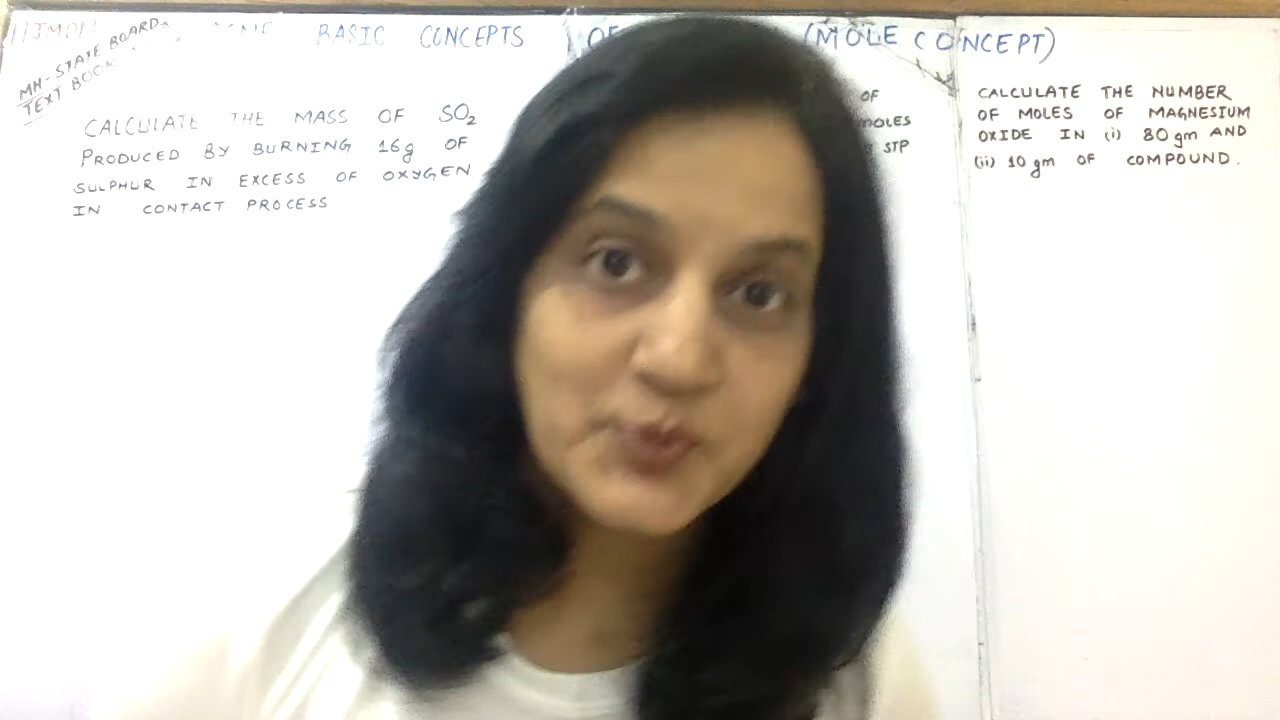 BASIC CONCEPTS OF (MOLE CONCEPT)
MH-STATE BOARD
TEXT BOOK
CALCULATE THE MASS OF SO₂
PRODUCED BY BURNING 16g OF
SULPHUR IN EXCESS OF OXYGEN
IN CONTACT PROCESS
OF
MOLES
STP
CALCULATE THE NUMBER
OF MOLES OF MAGNESIUM
OXIDE IN (i) 80 gm AND
(ii) 10 gm OF COMPOUND.